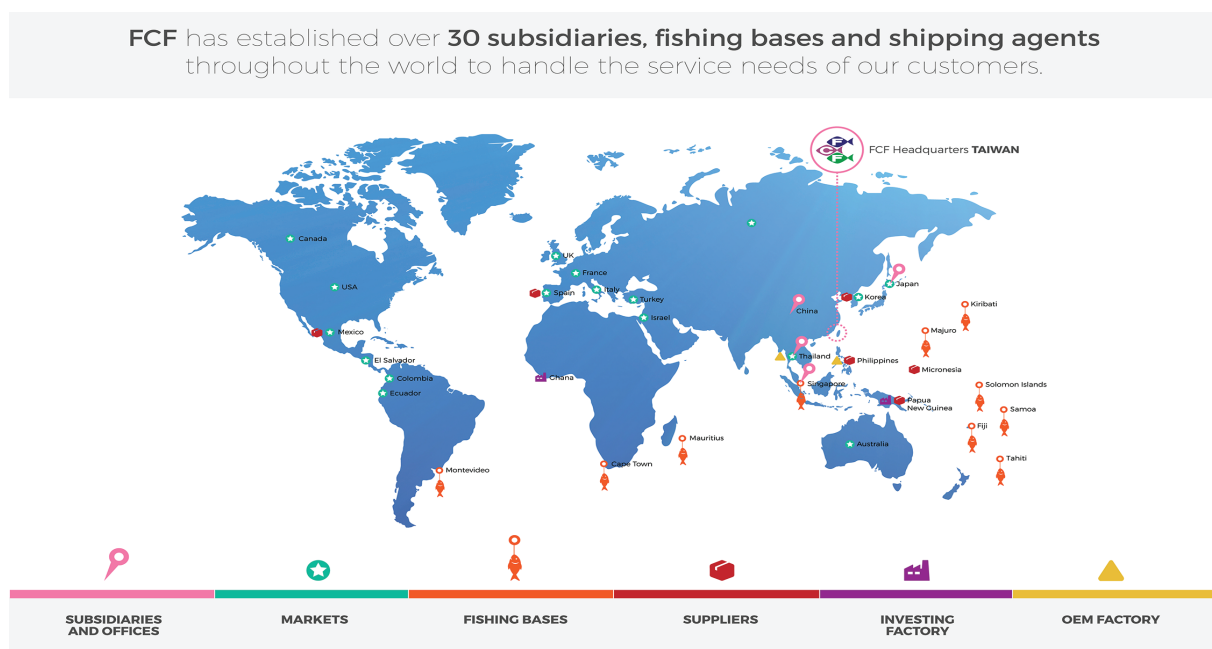 FCF has established over 30 subsidiaries, fishing bases and shipping agents
throughout the world to handle the service needs of our customers.
F
C
F
FCF Headquarters TAIWAN
Canada
UK
USA
France
Spain
Italy
Turkey
Israel
China
Korea
Japan
Kiribati
Majuro
Mexico
El Salvador
Colombia
Ecuador
Ghana
Thailand
Philippines
Micronesia
Singapore
Solomon Islands
Papua
New Guinea
Samoa
Fiji
Australia
Tahiti
Mauritius
Cape Town
Montevideo
SUBSIDIARIES
AND OFFICES
MARKETS
FISHING BASES
SUPPLIERS
INVESTING
FACTORY
OEM FACTORY